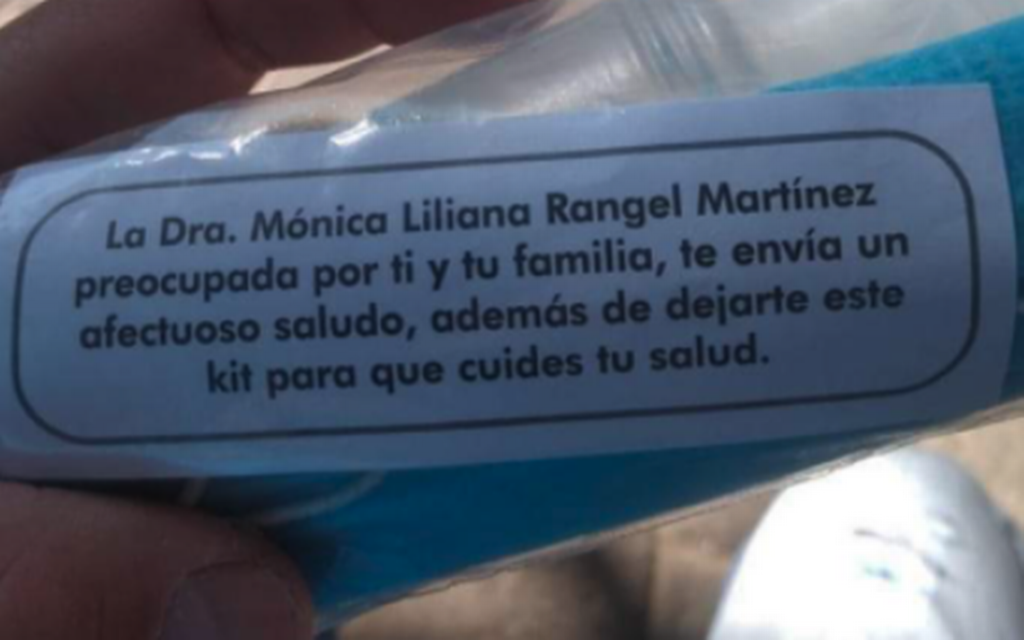 La Dra. Mónica Liliana Rangel Martínez
preocupada por ti y tu familia, te envía un
afectuoso saludo, además de dejarte este
kit para que cuides tu salud.